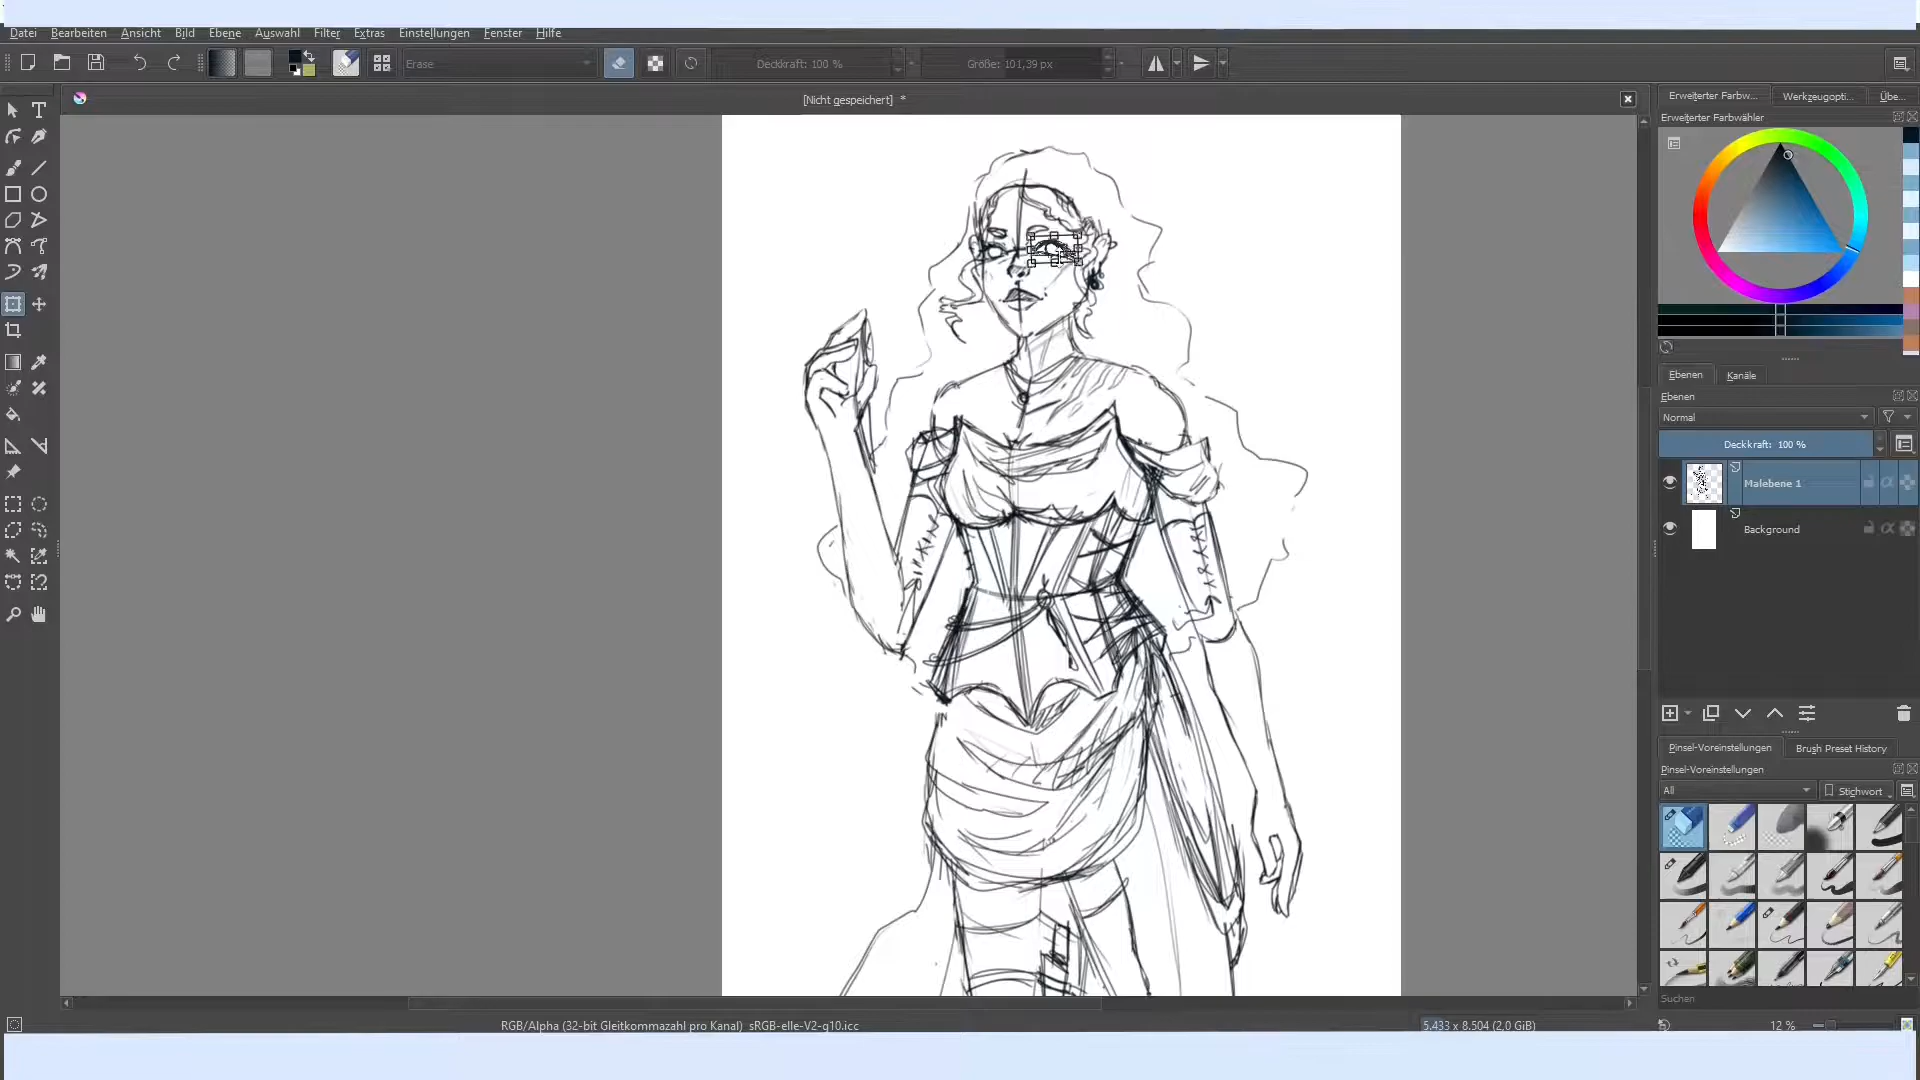 Datei Bearbeiten Ansicht Bild Ebene Auswahl Filter Extras Einstellungen Fenster Hilfe
Erase Deckkraft: 100 % Größe: 101,39 px
[Nicht gespeichert] *
Erweiterter Farbw... Werkzeugopti... Übe...
Erweiterter Farbwähler
Ebenen Kanäle
Ebenen
Normal
Deckkraft: 100 %
Malebene 1
Background
Pinsel-Voreinstellungen Brush Preset History
Pinsel-Voreinstellungen
All Stichwort
Suchen
RGB/Alpha (32-bit Gleitkommazahl pro Kanal) sRGB-elle-V2-g10.icc 5.433 x 8.504 (2,0 GiB) 12 %